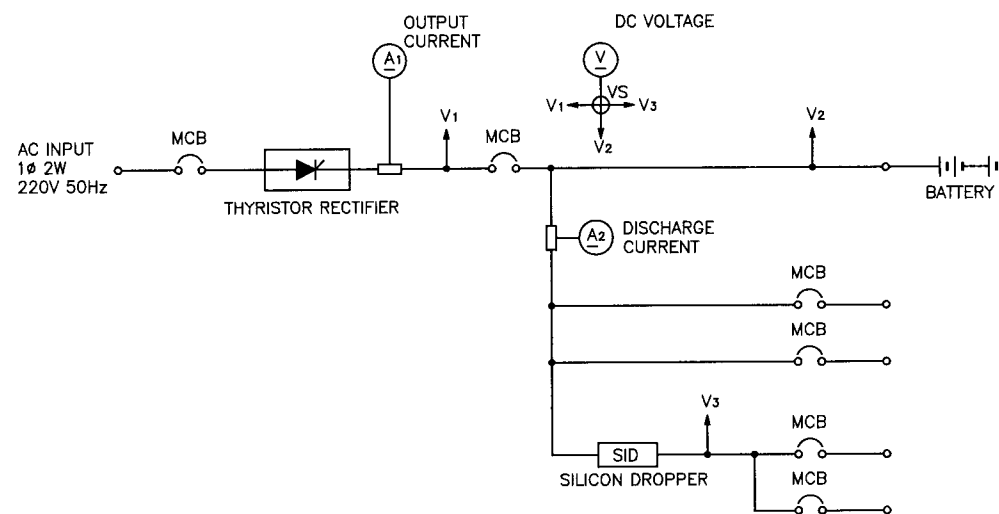 OUTPUT
CURRENT
A1
DC VOLTAGE
V
VS
V1
V3
V2
V1
V2
AC INPUT
1ø 2W
220V 50Hz
MCB
THYRISTOR RECTIFIER
MCB
BATTERY
A2
DISCHARGE
CURRENT
MCB
MCB
V3
MCB
SID
SILICON DROPPER
MCB